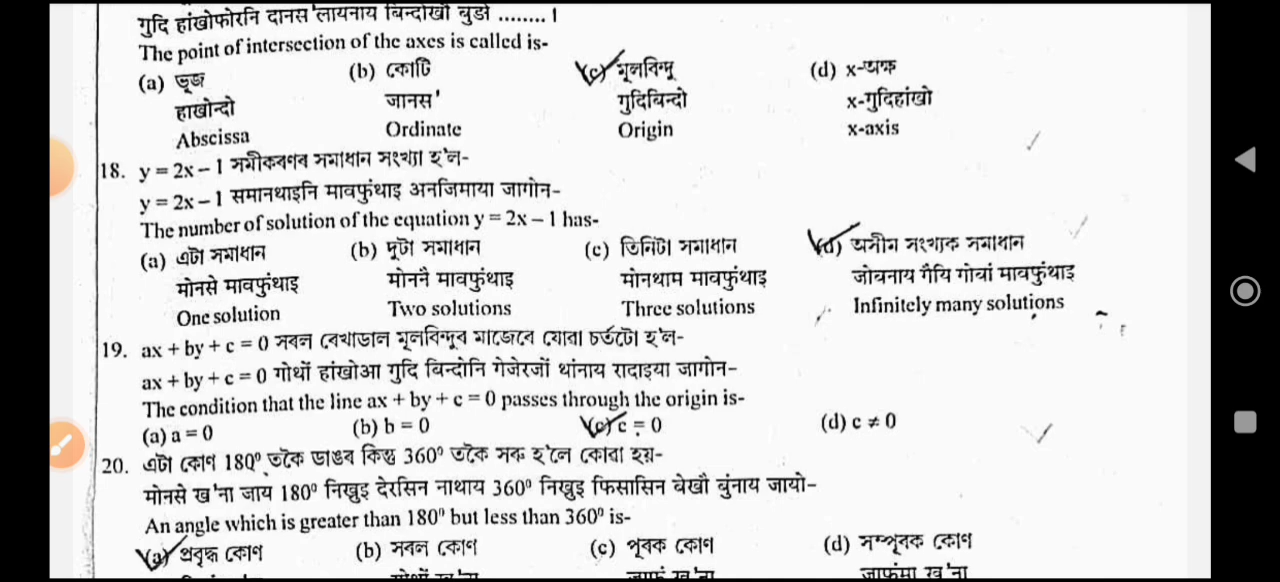 गुदि हांखोफोरनि दानस'लायनाय बिन्दोखौ बुङो ........ ।
The point of intersection of the axes is called is-
(a) ভূজ (b) কোটি (c) মূলবিন্দু (d) x-অক্ষ
हाखोन्दो जानस' गुदिबिन्दो x-गुदिहांखो
Abscissa Ordinate Origin x-axis
18. y = 2x – 1 সমীকৰণৰ সমাধান সংখ্যা হ'ল-
y = 2x – 1 समानथाइनि मावफुंथाइ अनजिमाया जागोन–
The number of solution of the equation y = 2x – 1 has-
(a) এটা সমাধান (b) দুটা সমাধান (c) তিনিটা সমাধান (d) অসীম সংখ্যক সমাধান
मोनसे मावफुंथाइ मोननै मावफुंथाइ मोनथाम मावफुंथाइ जोबनाय गैयि गोबां मावफुंथाइ
One solution Two solutions Three solutions Infinitely many solutions
19. ax + by + c = 0 সৰল ৰেখাডাল মূলবিন্দুৰ মাজেৰে যোৱা চৰ্তটো হ'ল-
ax + by + c = 0 गोथों हांखोआ गुदि बिन्दोनि गेजेरजों थांनाय रादाइया जागोन–
The condition that the line ax + by + c = 0 passes through the origin is-
(a) a = 0 (b) b = 0 (c) c = 0 (d) c ≠ 0
20. এটা কোণ 180° তকৈ ডাঙৰ কিন্তু 360° তকৈ সৰু হ'লে কোৱা হয়-
मोनसे ख'ना जाय 180° निखुइ देरसिन नाथाय 360° निखुइ फिसासिन बेखौ बुंनाय जायो–
An angle which is greater than 180° but less than 360° is-
(a) প্ৰবৃদ্ধ কোণ (b) সৰল কোণ (c) পূৰক কোণ (d) সম্পূৰক কোণ